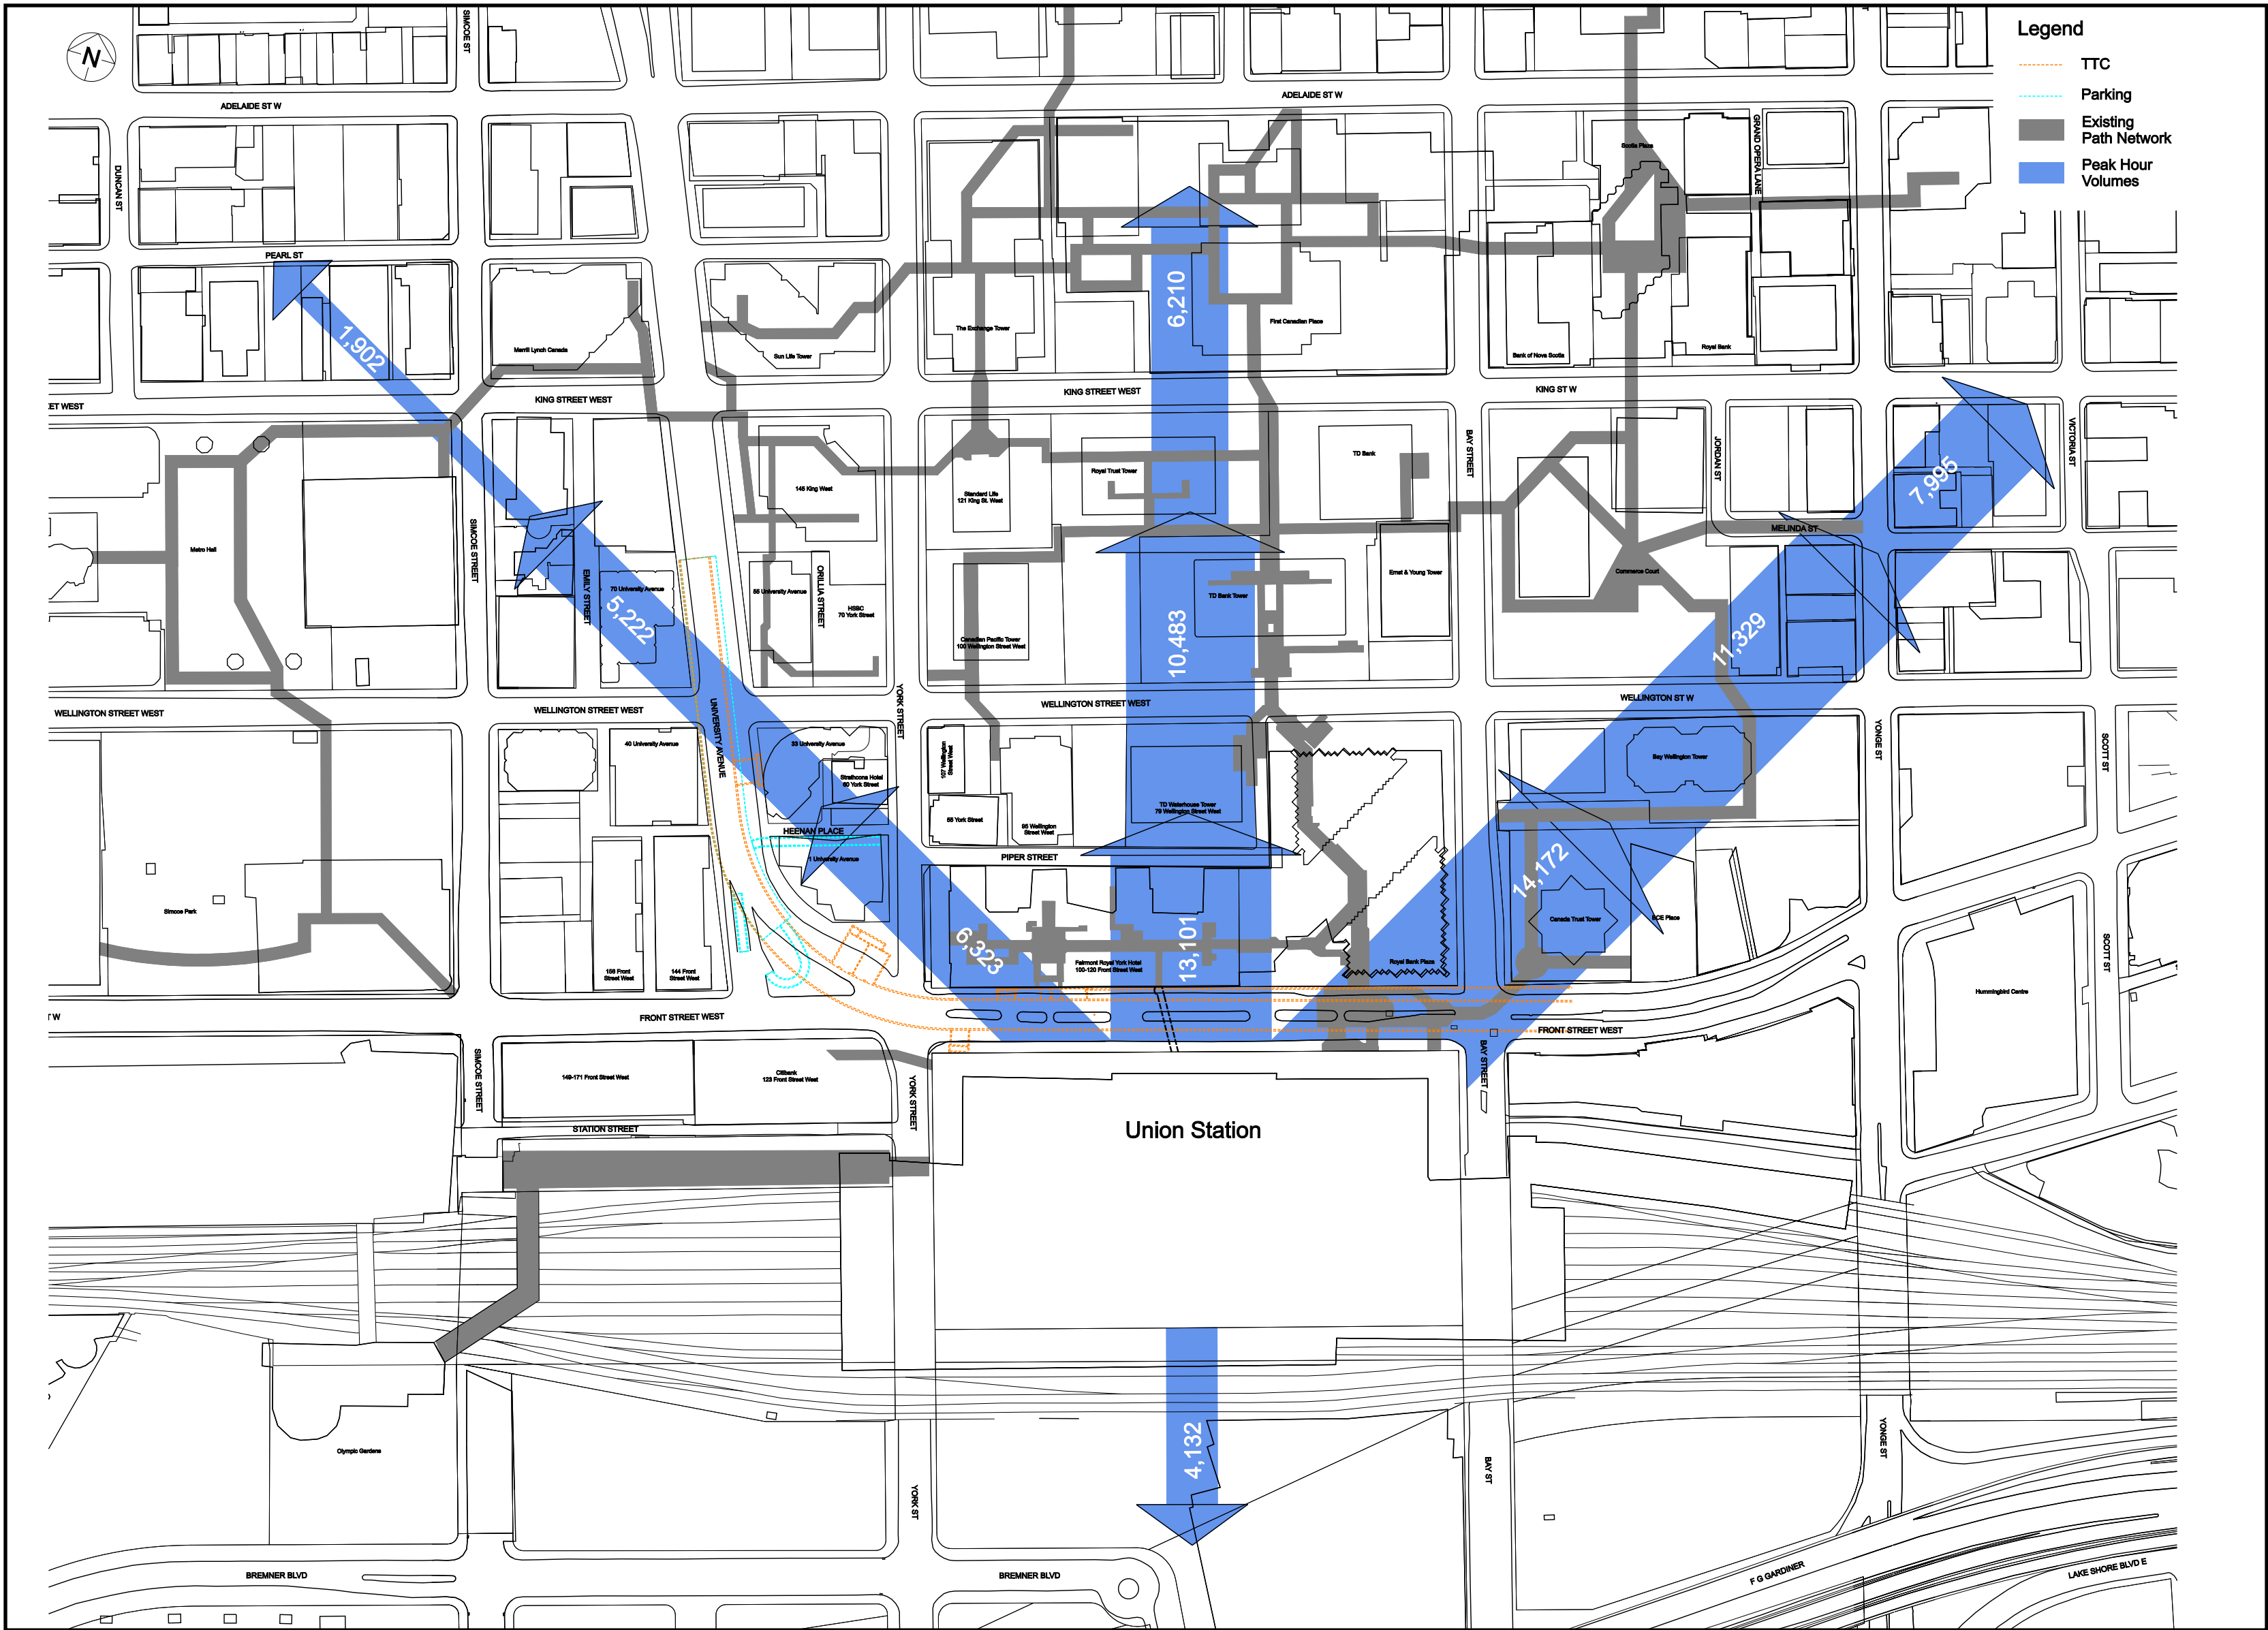 Legend
TTC
Parking
Existing
Path Network
Peak Hour
Volumes
N
SIMCOE ST
ADELAIDE ST W
ADELAIDE ST W
DUNCAN ST
GRAND OPERA LANE
Scotia Plaza
PEARL ST
1,902
6,210
Merrill Lynch Canada
Sun Life Tower
The Exchange Tower
First Canadian Place
Bank of Nova Scotia
Royal Bank
ET WEST
KING STREET WEST
KING STREET WEST
KING ST W
VICTORIA ST
JORDAN ST
BAY STREET
TD Bank
Royal Trust Tower
145 King West
Standard Life
121 King St. West
7,995
MELINDA ST
SIMCOE STREET
Metro Hall
EMILY STREET
70 University Avenue
5,222
55 University Avenue
ORILLIA STREET
HSBC
70 York Street
TD Bank Tower
Ernst & Young Tower
Commerce Court
10,483
11,329
Canadian Pacific Tower
100 Wellington Street West
YORK STREET
WELLINGTON STREET WEST
WELLINGTON STREET WEST
WELLINGTON STREET WEST
WELLINGTON ST W
UNIVERSITY AVENUE
40 University Avenue
33 University Avenue
Strathcona Hotel
60 York Street
107 Wellington
Street West
Bay Wellington Tower
YONGE ST
SCOTT ST
TD Waterhouse Tower
79 Wellington Street West
55 York Street
95 Wellington
Street West
HEENAN PLACE
1 University Avenue
PIPER STREET
14,172
Simcoe Park
Canada Trust Tower
BCE Place
6,323
13,101
Fairmont Royal York Hotel
100-120 Front Street West
Royal Bank Plaza
SCOTT ST
156 Front
Street West
144 Front
Street West
Hummingbird Centre
T W
FRONT STREET WEST
FRONT STREET WEST
BAY STREET
SIMCOE STREET
149-171 Front Street West
Citibank
123 Front Street West
YORK STREET
STATION STREET
Union Station
4,132
Olympic Gardens
YORK ST
BAY ST
YONGE ST
BREMNER BLVD
BREMNER BLVD
F G GARDINER
LAKE SHORE BLVD E